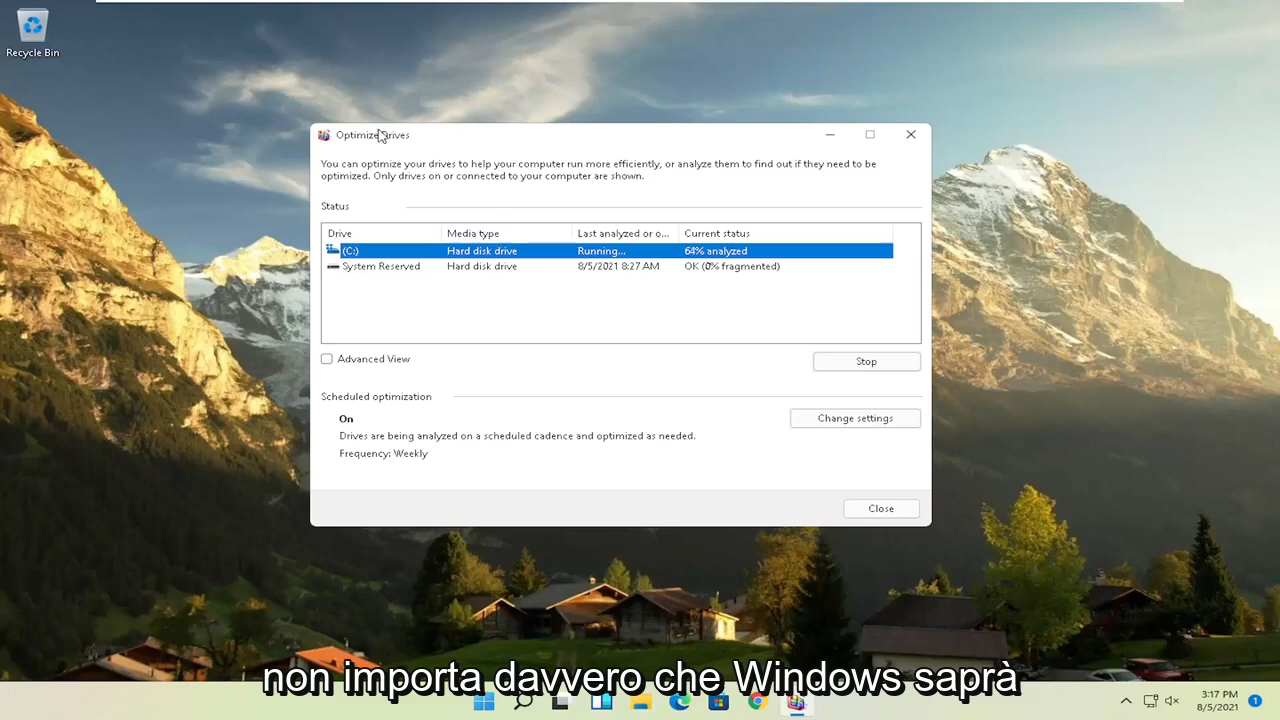 Recycle Bin
Optimize Drives
You can optimize your drives to help your computer run more efficiently, or analyze them to find out if they need to be
optimized. Only drives on or connected to your computer are shown.
Status
Drive Media type Last analyzed or o... Current status
(C:) Hard disk drive Running... 64% analyzed
System Reserved Hard disk drive 8/5/2021 8:27 AM OK (0% fragmented)
Advanced View
Stop
Scheduled optimization
On
Change settings
Drives are being analyzed on a scheduled cadence and optimized as needed.
Frequency: Weekly
Close
non importa davvero che Windows saprà
3:17 PM
8/5/2021
1